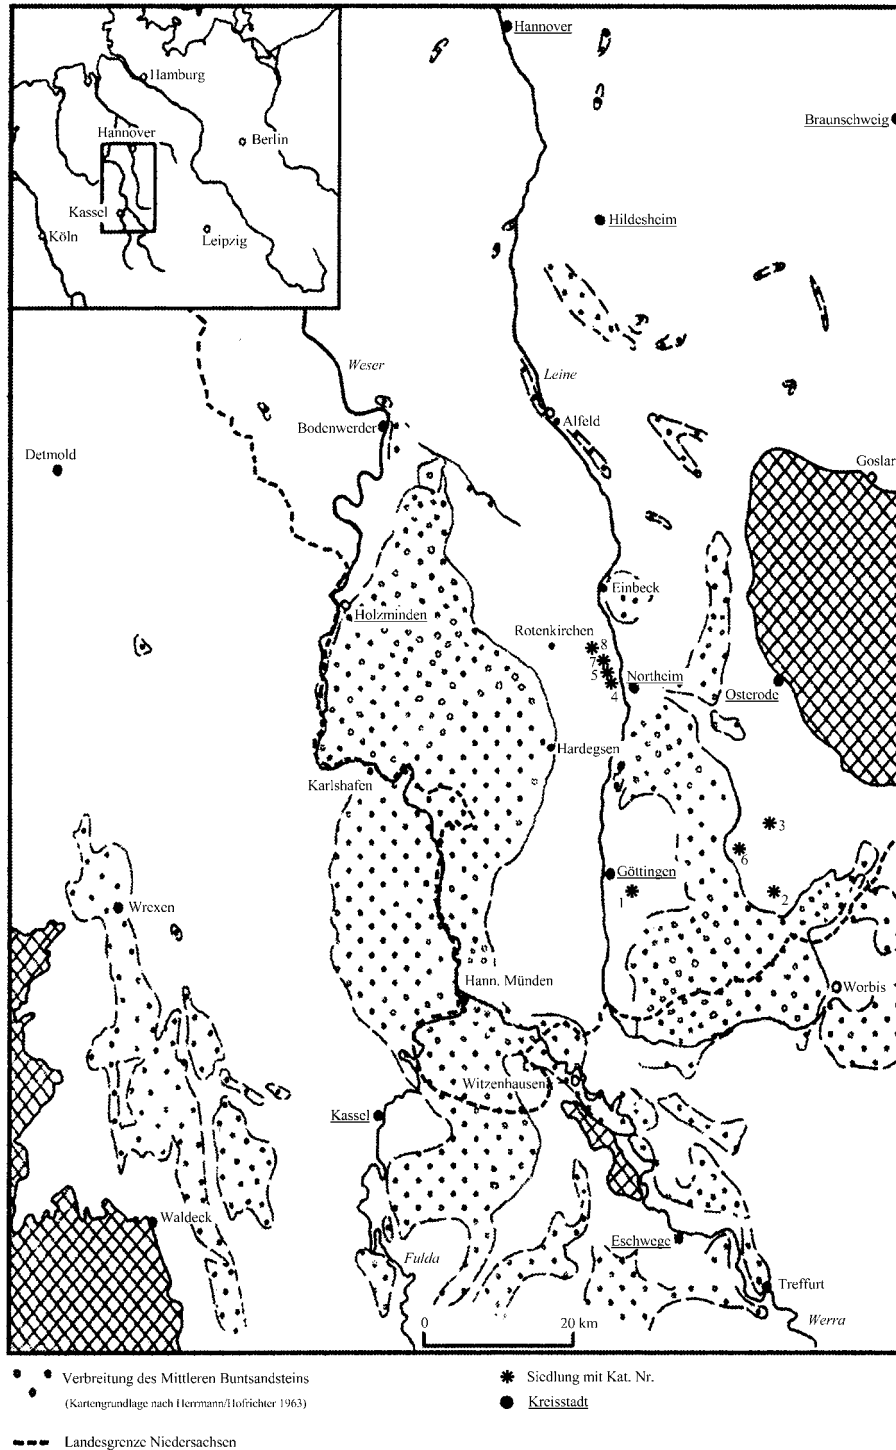 Hamburg
Hannover
Berlin
Kassel
Köln
Leipzig
Hannover
Braunschweig
Hildesheim
Weser
Leine
Bodenwerder
Alfeld
Detmold
Goslar
Einbeck
Holzminden
Rotenkirchen
8
7
5
4
Northeim
Osterode
Hardegsen
Karlshafen
3
6
Göttingen
1
2
Wrexen
Hann. Münden
Worbis
Witzenhausen
Kassel
Waldeck
Eschwege
Fulda
Treffurt
Werra
0 20 km
Verbreitung des Mittleren Buntsandsteins
(Kartengrundlage nach Herrmann/Hofrichter 1963)
Landesgrenze Niedersachsen
Siedlung mit Kat. Nr.
Kreisstadt